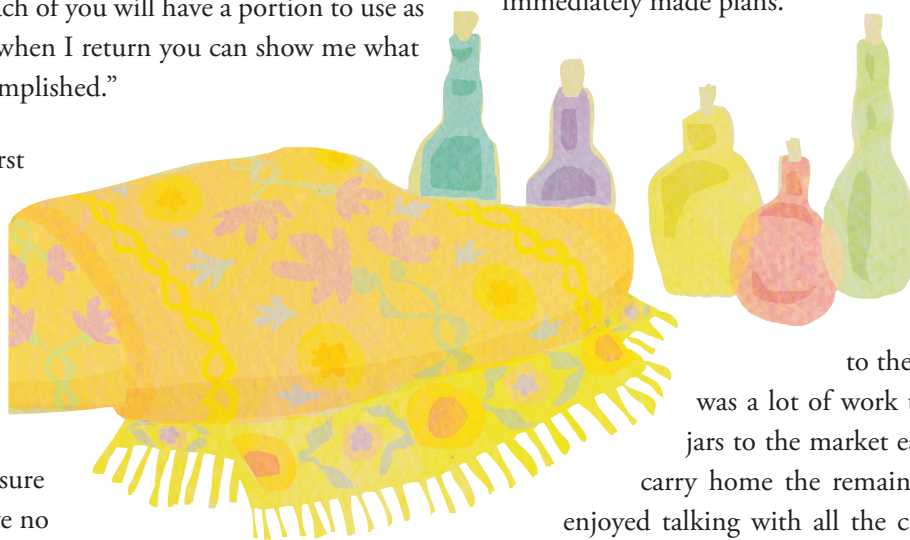 ch of you will have a portion to use as
when I return you can show me what
mplished.”
rst
sure
e no
immediately made plans.
to the
was a lot of work
jars to the market
carry home the remain
enjoyed talking with all the